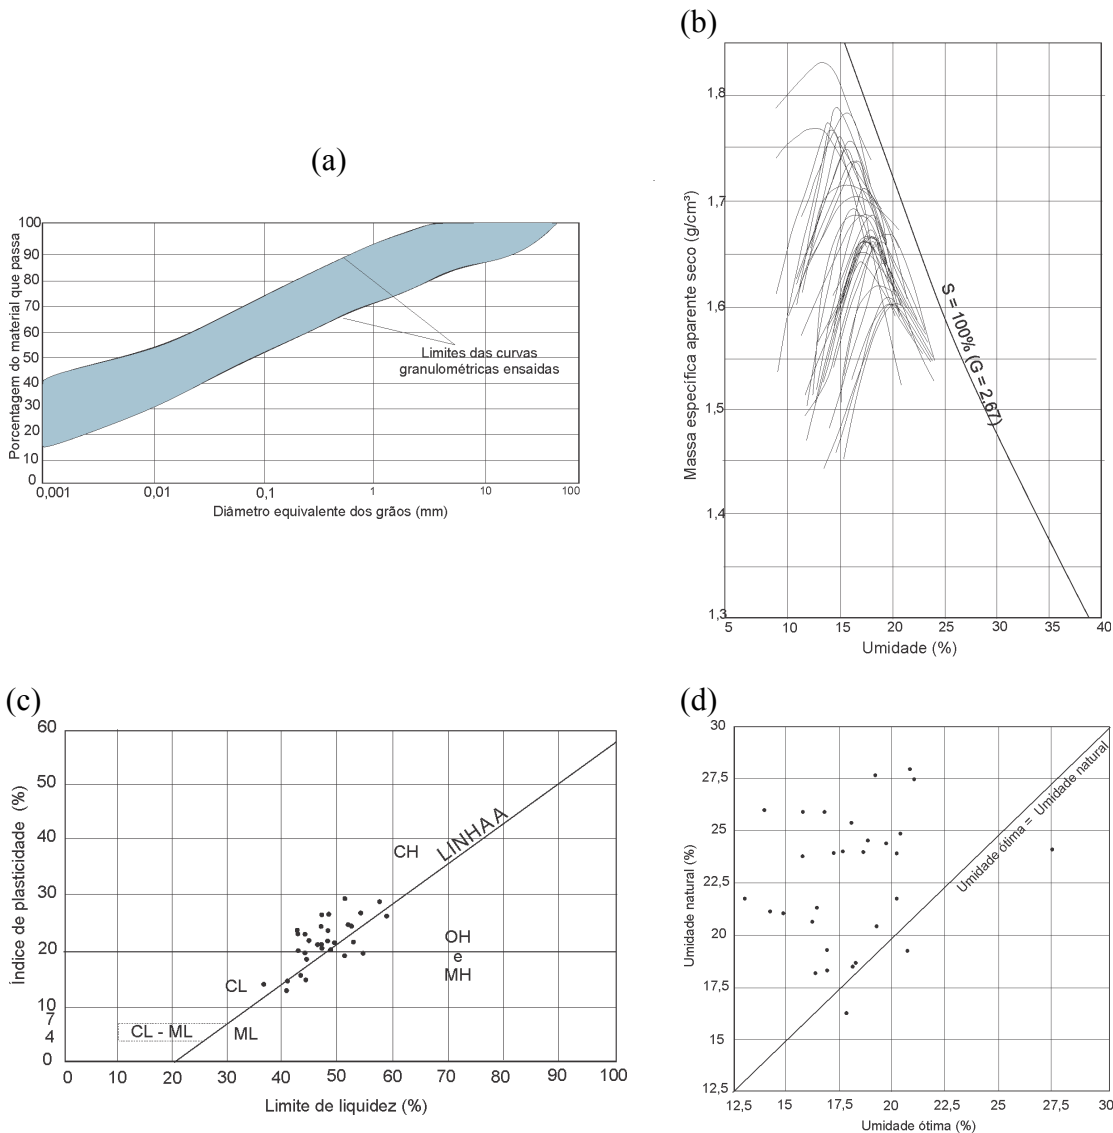 (a)
Porcentagem do material que passa
100
90
80
70
60
50
40
30
20
10
0
0,001
0,01
0,1
1
10
100
Limites das curvas
granulométricas ensaidas
Diâmetro equivalente dos grãos (mm)
(b)
Massa específica aparente seco (g/cm³)
1,8
1,7
1,6
1,5
1,4
1,3
S = 100% (G = 2,67)
5
10
15
20
25
30
35
40
Umidade (%)
(c)
Índice de plasticidade (%)
60
50
40
30
20
10
7
4
0
LINHA A
CH
OH
e
MH
CL
CL - ML
ML
0
10
20
30
40
50
60
70
80
90
100
Limite de liquidez (%)
(d)
Umidade natural (%)
30
27,5
25
22,5
20
17,5
15
12,5
Umidade ótima = Umidade natural
12,5
15
17,5
20
22,5
25
27,5
30
Umidade ótima (%)